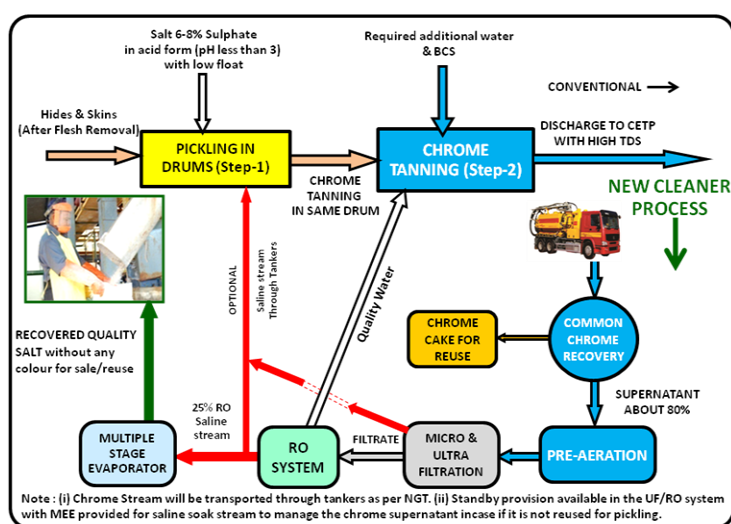 Salt 6-8% Sulphate
in acid form (pH less than 3)
with low float
Required additional water
& BCS
CONVENTIONAL
Hides & Skins
(After Flesh Removal)
PICKLING IN
DRUMS (Step-1)
CHROME
TANNING (Step-2)
DISCHARGE TO CETP
WITH HIGH TDS
CHROME
TANNING
IN SAME DRUM
NEW CLEANER
PROCESS
OPTIONAL
Saline stream
Through Tankers
Quality Water
RECOVERED QUALITY
SALT without any
colour for sale/reuse
CHROME
CAKE FOR
REUSE
COMMON
CHROME
RECOVERY
SUPERNATANT
ABOUT 80%
25% RO
Saline
stream
MULTIPLE
STAGE
EVAPORATOR
RO
SYSTEM
FILTRATE
MICRO &
ULTRA
FILTRATION
PRE-AERATION
Note : (i) Chrome Stream will be transported through tankers as per NGT. (ii) Standby provision available in the UF/RO system
with MEE provided for saline soak stream to manage the chrome supernatant incase if it is not reused for pickling.